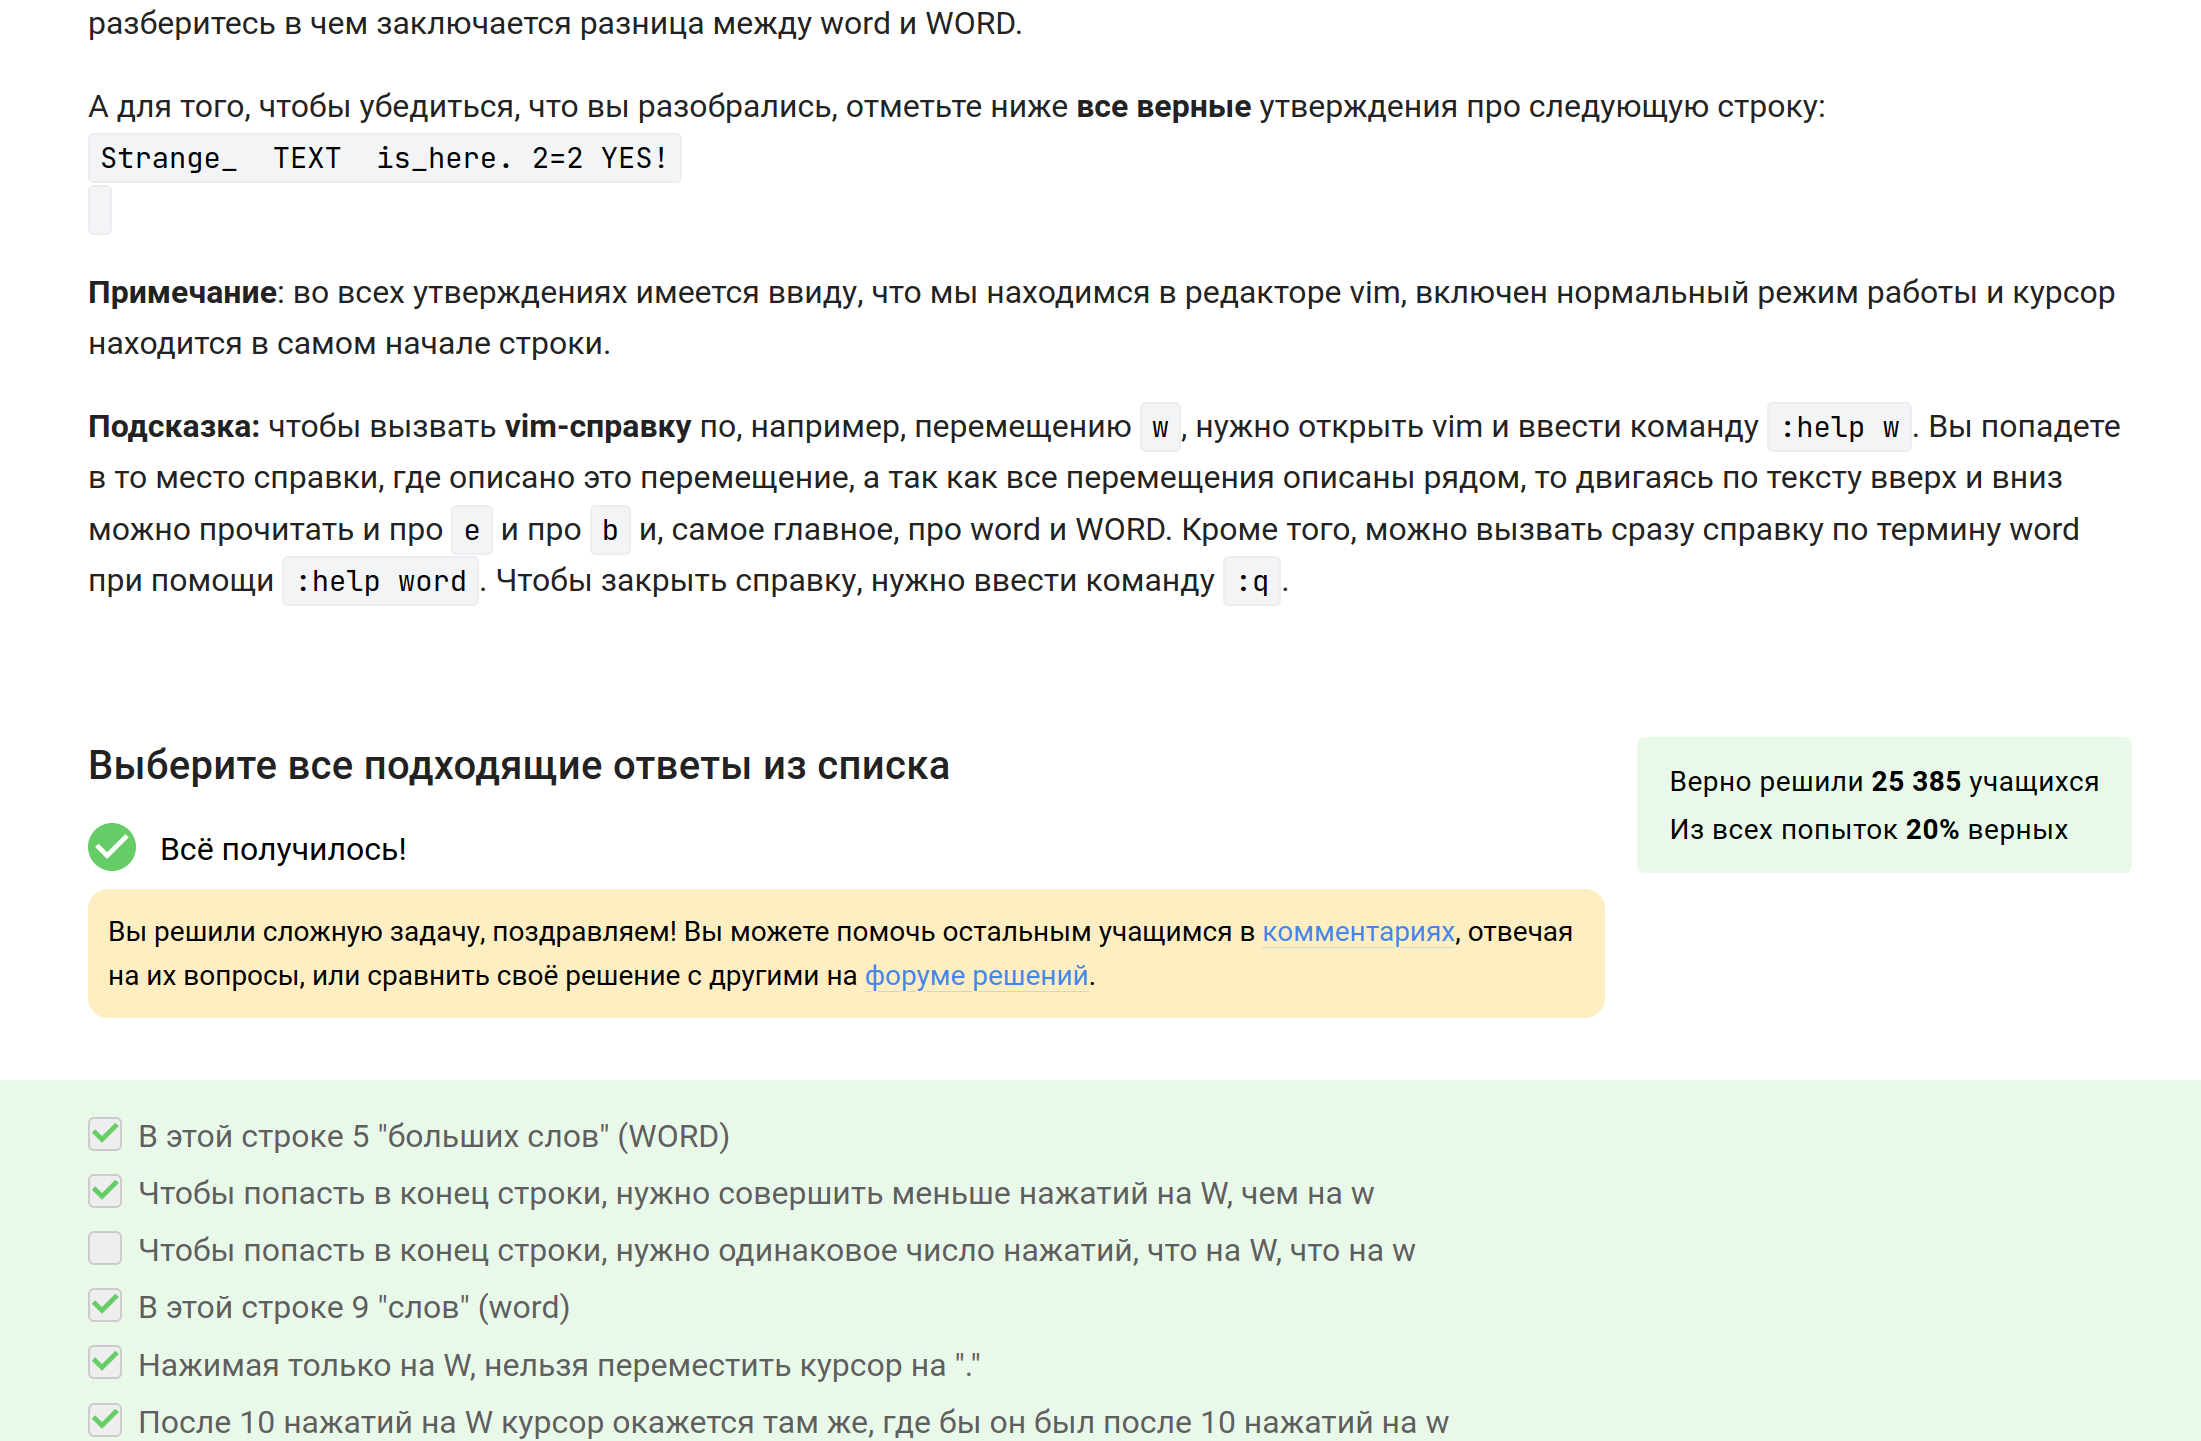 разберитесь в чем заключается разница между word и WORD.
А для того, чтобы убедиться, что вы разобрались, отметьте ниже все верные утверждения про следующую строку:
Strange_  TEXT  is_here. 2=2 YES!
Примечание: во всех утверждениях имеется ввиду, что мы находимся в редакторе vim, включен нормальный режим работы и курсор
находится в самом начале строки.
Подсказка: чтобы вызвать vim-справку по, например, перемещению w, нужно открыть vim и ввести команду :help w. Вы попадете
в то место справки, где описано это перемещение, а так как все перемещения описаны рядом, то двигаясь по тексту вверх и вниз
можно прочитать и про e и про b и, самое главное, про word и WORD. Кроме того, можно вызвать сразу справку по термину word
при помощи :help word. Чтобы закрыть справку, нужно ввести команду :q.
Выберите все подходящие ответы из списка
Верно решили 25 385 учащихся
Из всех попыток 20% верных
Всё получилось!
Вы решили сложную задачу, поздравляем! Вы можете помочь остальным учащимся в комментариях, отвечая
на их вопросы, или сравнить своё решение с другими на форуме решений.
В этой строке 5 "больших слов" (WORD)
Чтобы попасть в конец строки, нужно совершить меньше нажатий на W, чем на w
Чтобы попасть в конец строки, нужно одинаковое число нажатий, что на W, что на w
В этой строке 9 "слов" (word)
Нажимая только на W, нельзя переместить курсор на "."
После 10 нажатий на W курсор окажется там же, где бы он был после 10 нажатий на w